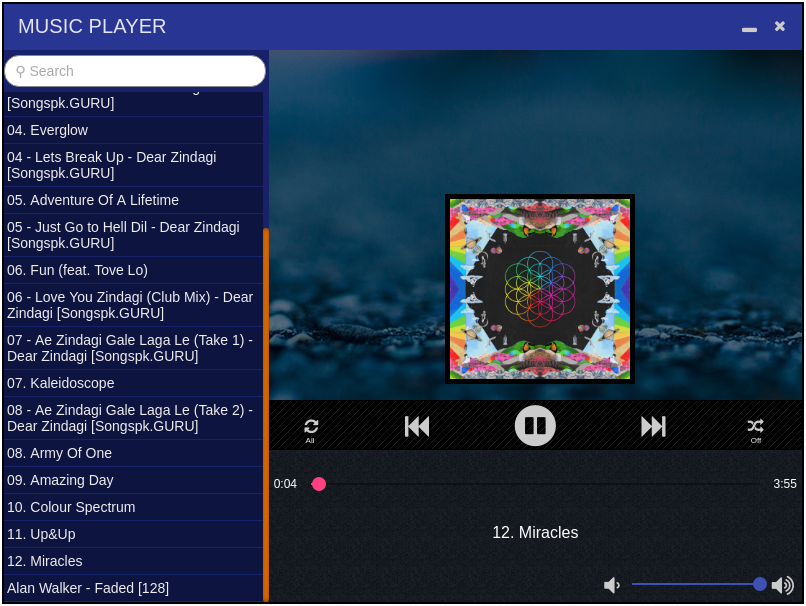 MUSIC PLAYER
Search
[Songspk.GURU]
04. Everglow
04 - Lets Break Up - Dear Zindagi
[Songspk.GURU]
05. Adventure Of A Lifetime
05 - Just Go to Hell Dil - Dear Zindagi
[Songspk.GURU]
06. Fun (feat. Tove Lo)
06 - Love You Zindagi (Club Mix) - Dear
Zindagi [Songspk.GURU]
07 - Ae Zindagi Gale Laga Le (Take 1) -
Dear Zindagi [Songspk.GURU]
07. Kaleidoscope
08 - Ae Zindagi Gale Laga Le (Take 2) -
Dear Zindagi [Songspk.GURU]
08. Army Of One
09. Amazing Day
10. Colour Spectrum
11. Up&Up
12. Miracles
Alan Walker - Faded [128]
All
Off
0:04
3:55
12. Miracles